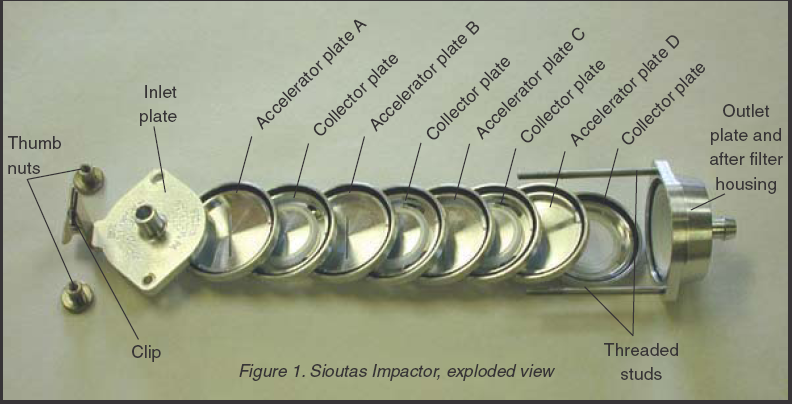 Accelerator plate A
Collector plate
Accelerator plate B
Collector plate
Accelerator plate C
Collector plate
Accelerator plate D
Collector plate
Inlet
plate
Outlet
plate and
after filter
housing
Thumb
nuts
Clip
Threaded
studs
Figure 1. Sioutas Impactor, exploded view